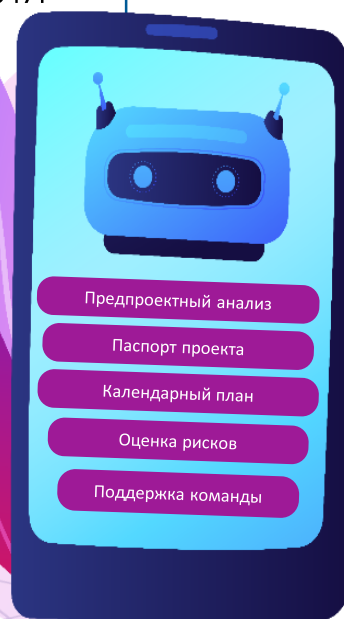 Предпроектный анализ
Паспорт проекта
Календарный план
Оценка рисков
Поддержка команды